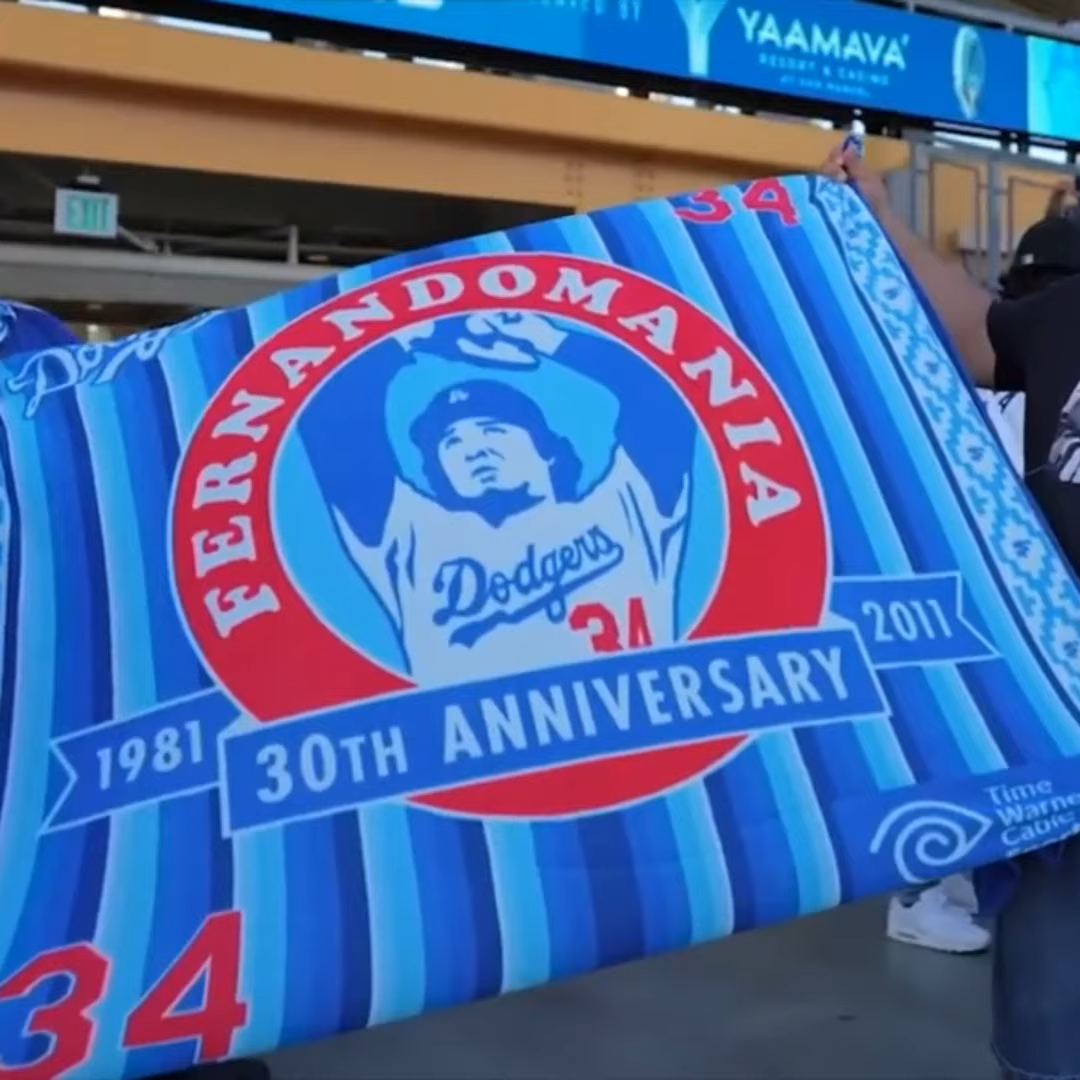 YAAMAVA'
RESORT & CASINO
EXIT
34
FERNANDOMANIA
Dodgers
34
1981
30TH ANNIVERSARY
2011
Time
Warner
Cable
34